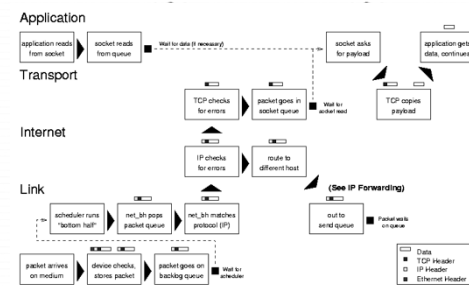 Application
application reads
from socket
socket reads
from queue
Wait for data (if necessary)
socket asks
for payload
application gets
data, continues
Transport
TCP checks
for errors
packet goes in
socket queue
Wait for
socket read
TCP copies
payload
Internet
IP checks
for errors
route to
different host
(See IP Forwarding)
Link
scheduler runs
"bottom half"
net_bh pops
packet queue
net_bh matches
protocol (IP)
out to
send queue
Packet waits
on queue
packet arrives
on medium
device checks,
stores packet
packet goes on
backlog queue
Wait for
scheduler
Data
TCP Header
IP Header
Ethernet Header